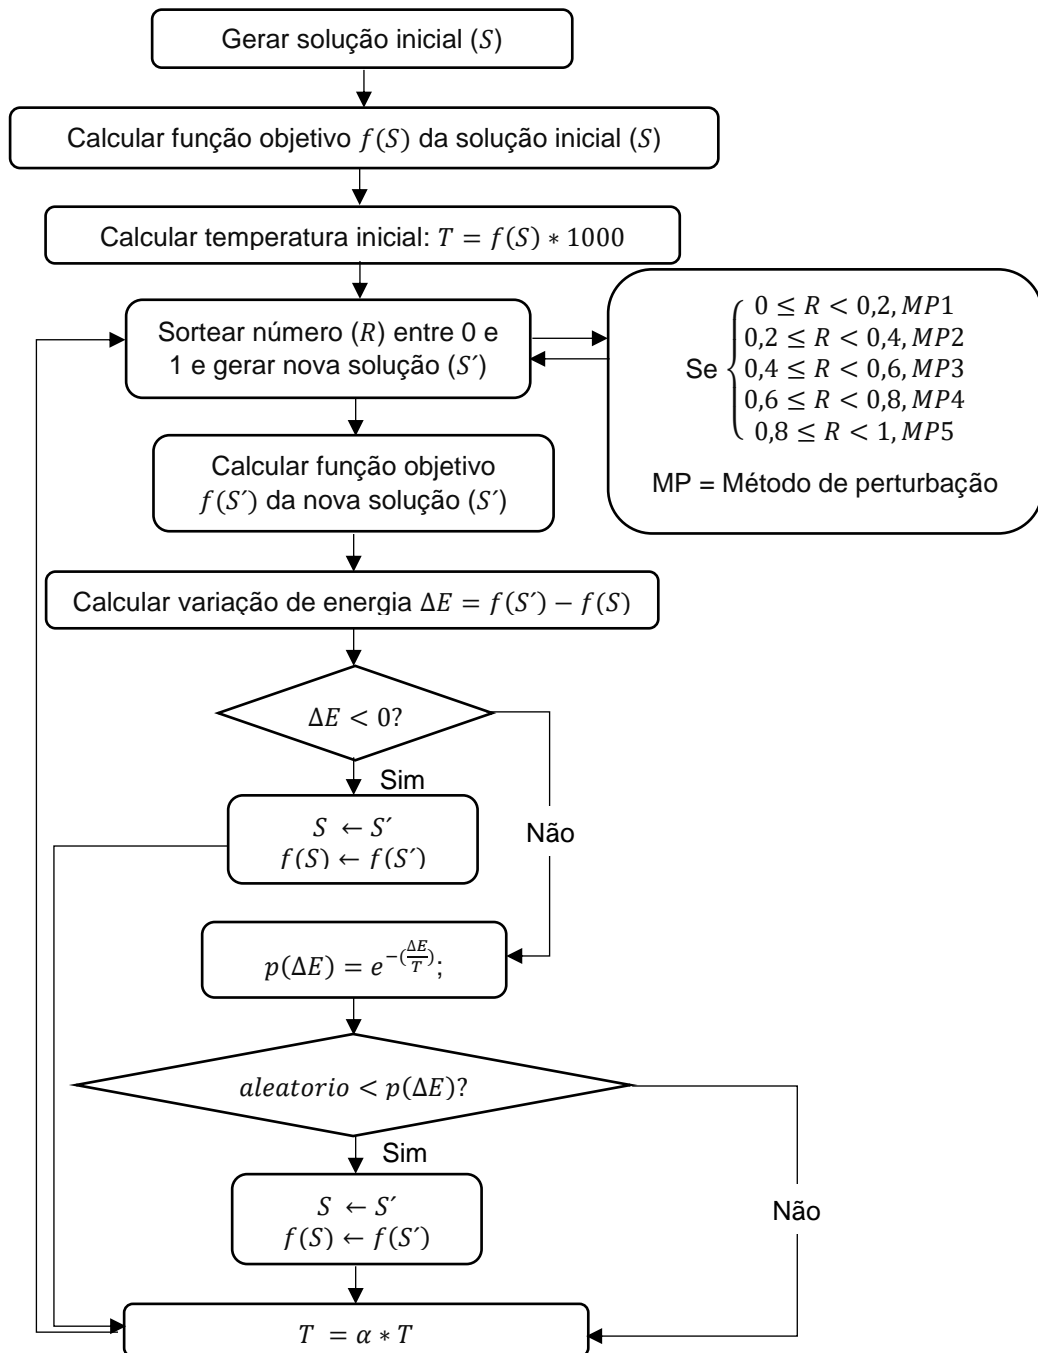 Gerar solução inicial (S)
Calcular função objetivo f(S) da solução inicial (S)
Calcular temperatura inicial: T = f(S) ∗ 1000
Sortear número (R) entre 0 e
1 e gerar nova solução (S′)
Se
0 ≤ R < 0,2, MP1
0,2 ≤ R < 0,4, MP2
0,4 ≤ R < 0,6, MP3
0,6 ≤ R < 0,8, MP4
0,8 ≤ R < 1, MP5
MP = Método de perturbação
Calcular função objetivo
f(S′) da nova solução (S′)
Calcular variação de energia ΔE = f(S′) − f(S)
ΔE < 0?
Sim
S ← S′
f(S) ← f(S′)
Não
p(ΔE) = e^{−(ΔE/T)};
aleatorio < p(ΔE)?
Sim
S ← S′
f(S) ← f(S′)
Não
T = α ∗ T